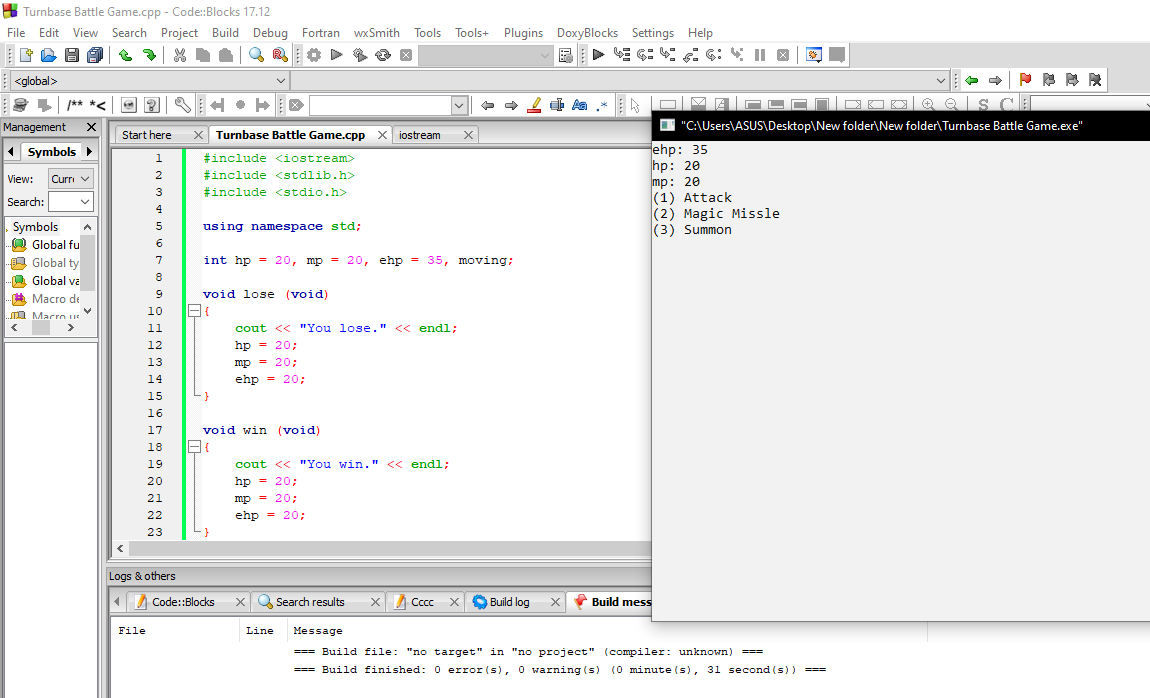 Turnbase Battle Game.cpp - Code::Blocks 17.12
File Edit View Search Project Build Debug Fortran wxSmith Tools Tools+ Plugins DoxyBlocks Settings Help
<global>
/** *<
Aa .*
S C
Management
Start here Turnbase Battle Game.cpp iostream
Symbols
View: Curr
Search:
Symbols
Global fu
Global ty
Global va
Macro de
Macro us
1 #include <iostream>
2 #include <stdlib.h>
3 #include <stdio.h>
4
5 using namespace std;
6
7 int hp = 20, mp = 20, ehp = 35, moving;
8
9 void lose (void)
10 {
11 cout << "You lose." << endl;
12 hp = 20;
13 mp = 20;
14 ehp = 20;
15 }
16
17 void win (void)
18 {
19 cout << "You win." << endl;
20 hp = 20;
21 mp = 20;
22 ehp = 20;
23 }
"C:\Users\ASUS\Desktop\New folder\New folder\Turnbase Battle Game.exe"
ehp: 35
hp: 20
mp: 20
(1) Attack
(2) Magic Missle
(3) Summon
Logs & others
Code::Blocks Search results Cccc Build log Build mess
File Line Message
=== Build file: "no target" in "no project" (compiler: unknown) ===
=== Build finished: 0 error(s), 0 warning(s) (0 minute(s), 31 second(s)) ===